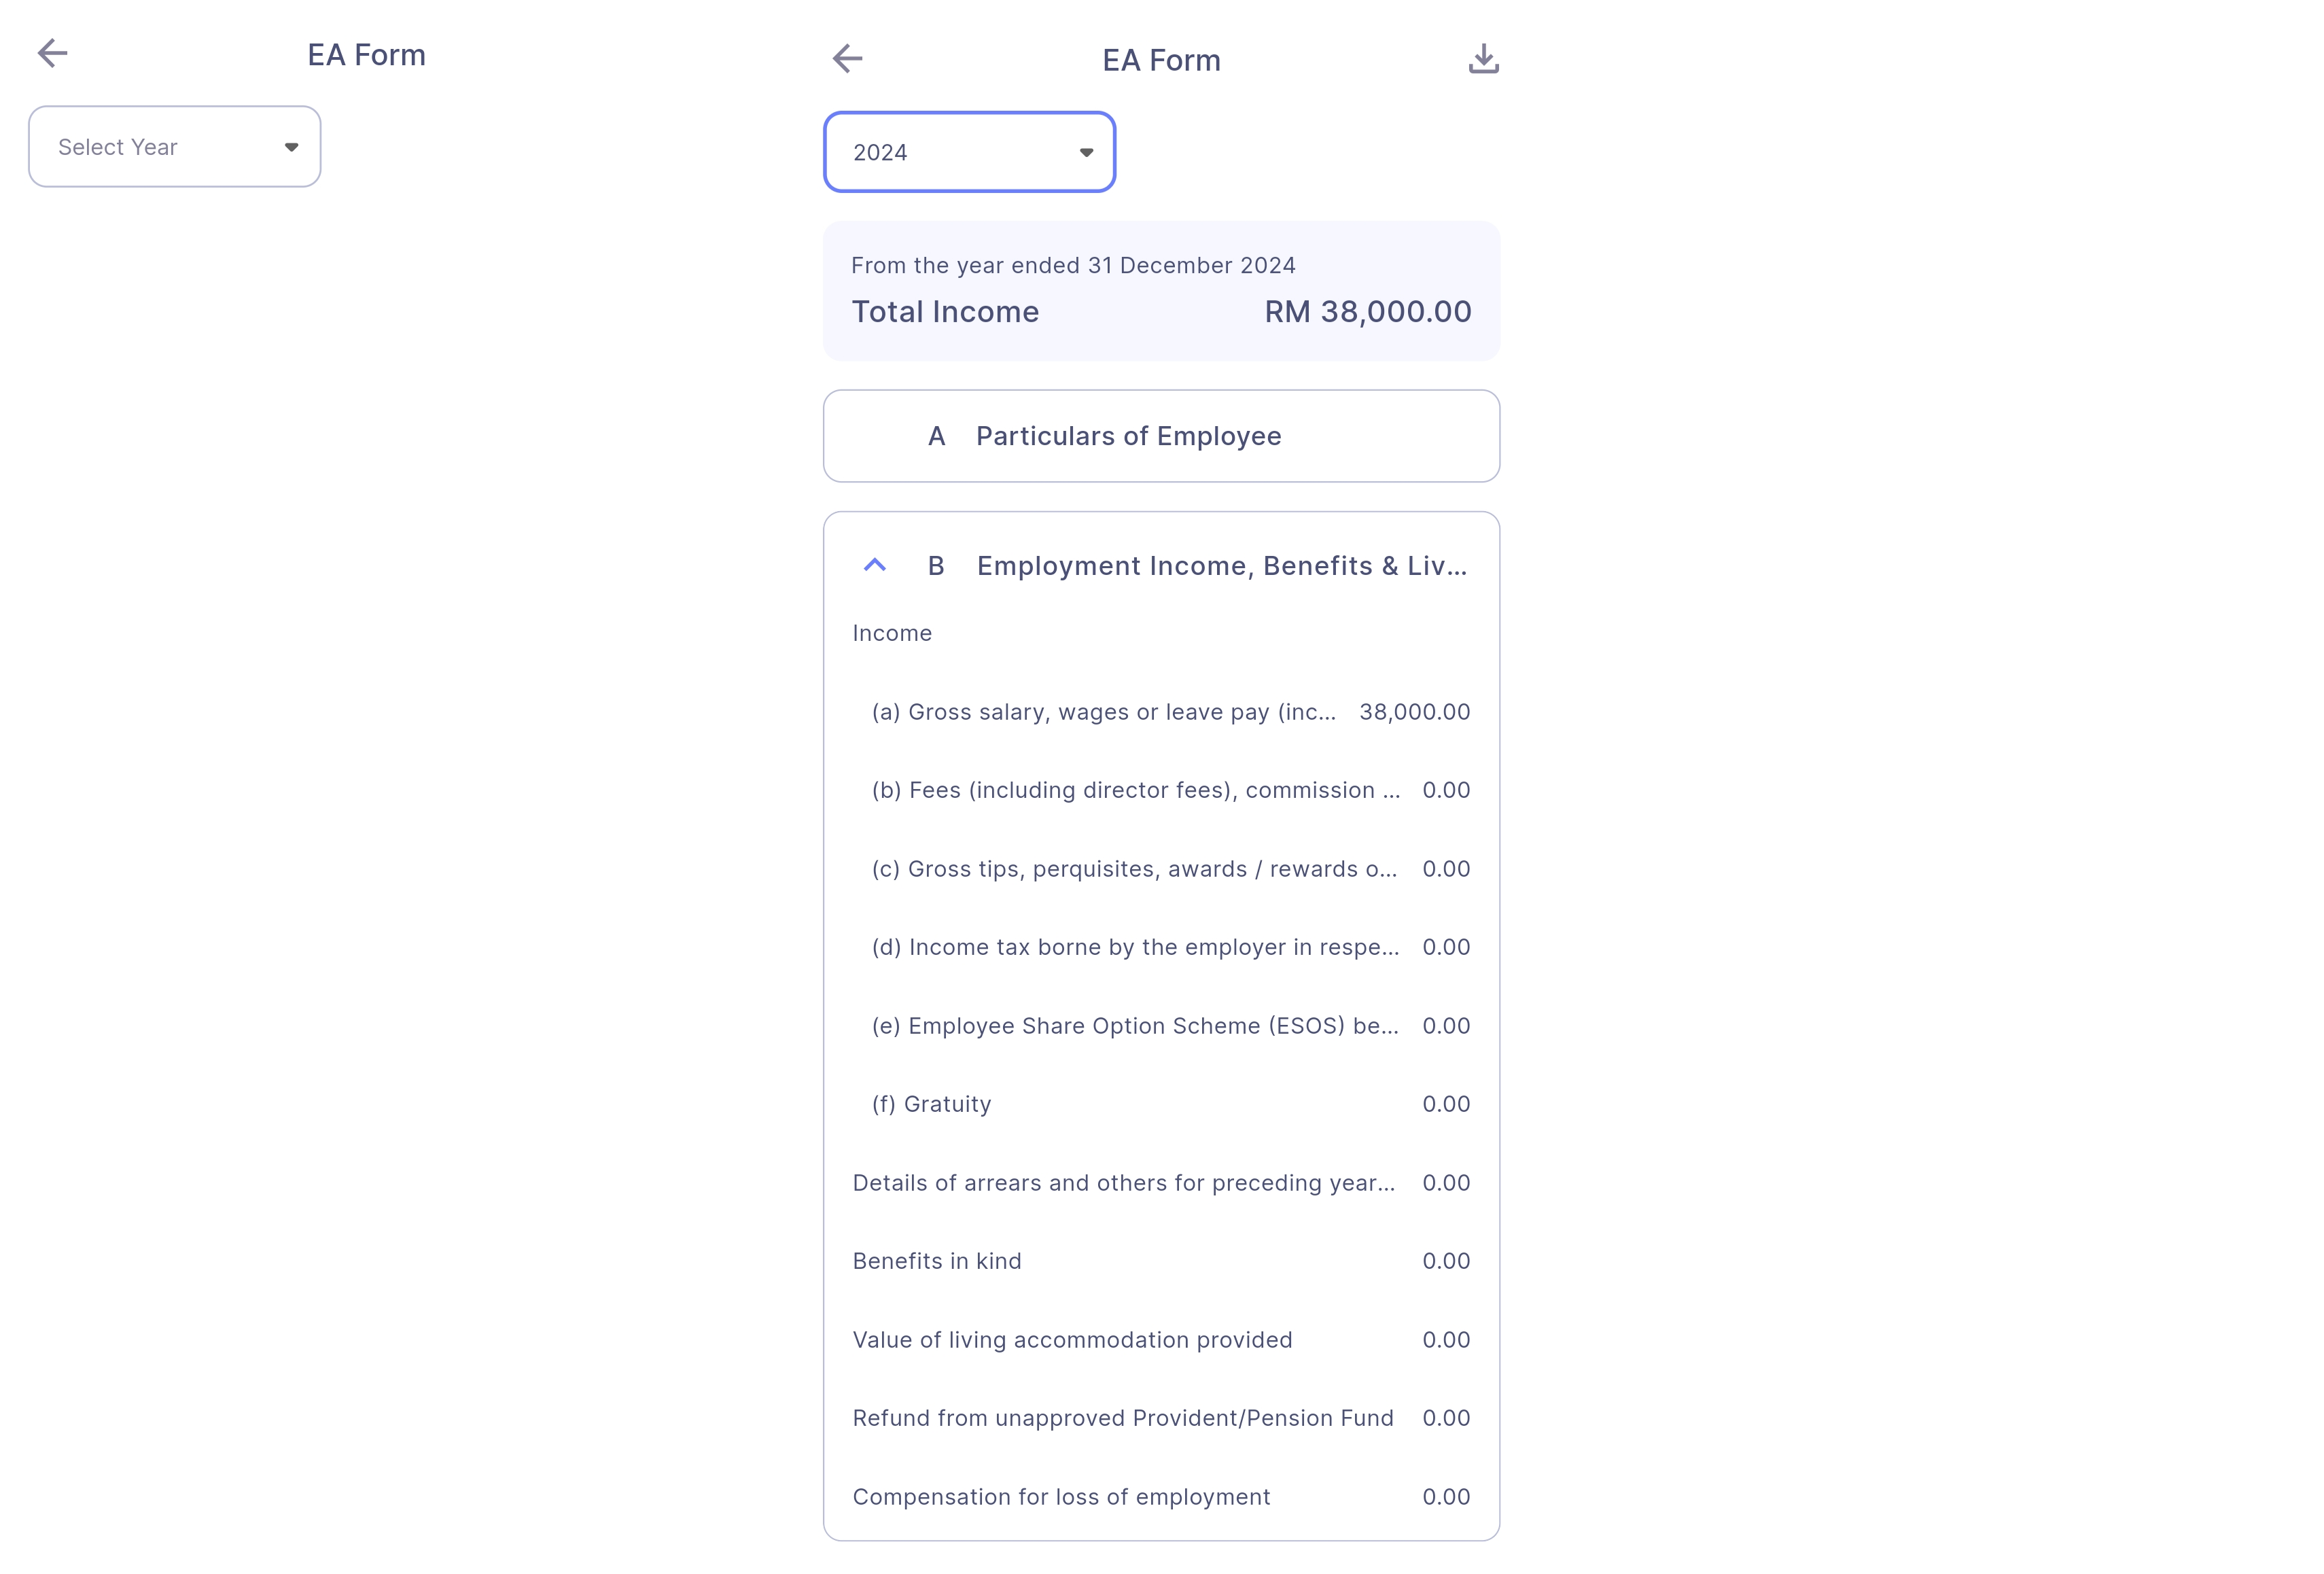 EA Form
Select Year
EA Form
2024
From the year ended 31 December 2024
Total Income RM 38,000.00
A Particulars of Employee
B Employment Income, Benefits & Liv...
Income
(a) Gross salary, wages or leave pay (inc... 38,000.00
(b) Fees (including director fees), commission ... 0.00
(c) Gross tips, perquisites, awards / rewards o... 0.00
(d) Income tax borne by the employer in respe... 0.00
(e) Employee Share Option Scheme (ESOS) be... 0.00
(f) Gratuity 0.00
Details of arrears and others for preceding year... 0.00
Benefits in kind 0.00
Value of living accommodation provided 0.00
Refund from unapproved Provident/Pension Fund 0.00
Compensation for loss of employment 0.00